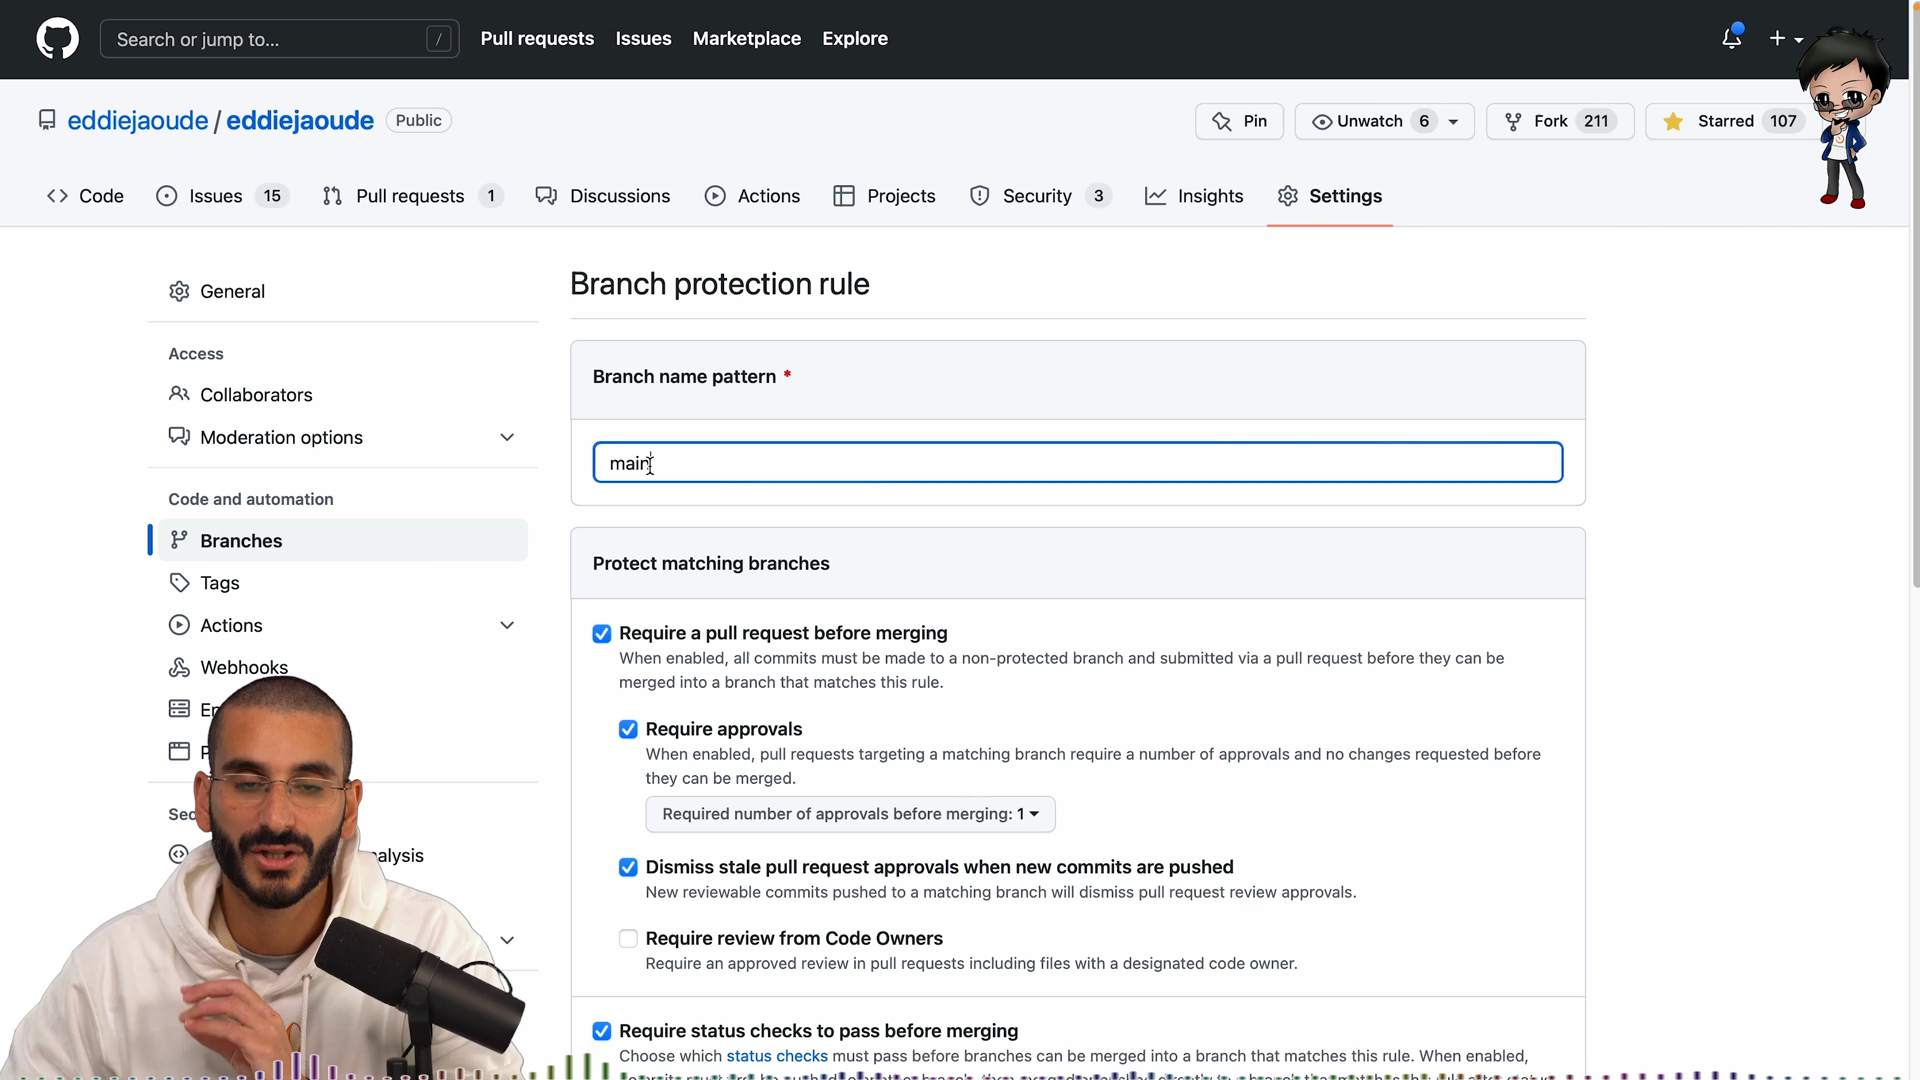 Search or jump to... /
Pull requests Issues Marketplace Explore
eddiejaoude / eddiejaoude Public
Pin Unwatch 6 Fork 211 Starred 107
Code Issues 15 Pull requests 1 Discussions Actions Projects Security 3 Insights Settings
General
Access
Collaborators
Moderation options
Code and automation
Branches
Tags
Actions
Webhooks
Branch protection rule
Branch name pattern *
main
Protect matching branches
Require a pull request before merging
When enabled, all commits must be made to a non-protected branch and submitted via a pull request before they can be
merged into a branch that matches this rule.
Require approvals
When enabled, pull requests targeting a matching branch require a number of approvals and no changes requested before
they can be merged.
Required number of approvals before merging: 1
Dismiss stale pull request approvals when new commits are pushed
New reviewable commits pushed to a matching branch will dismiss pull request review approvals.
Require review from Code Owners
Require an approved review in pull requests including files with a designated code owner.
Require status checks to pass before merging
Choose which status checks must pass before branches can be merged into a branch that matches this rule. When enabled,